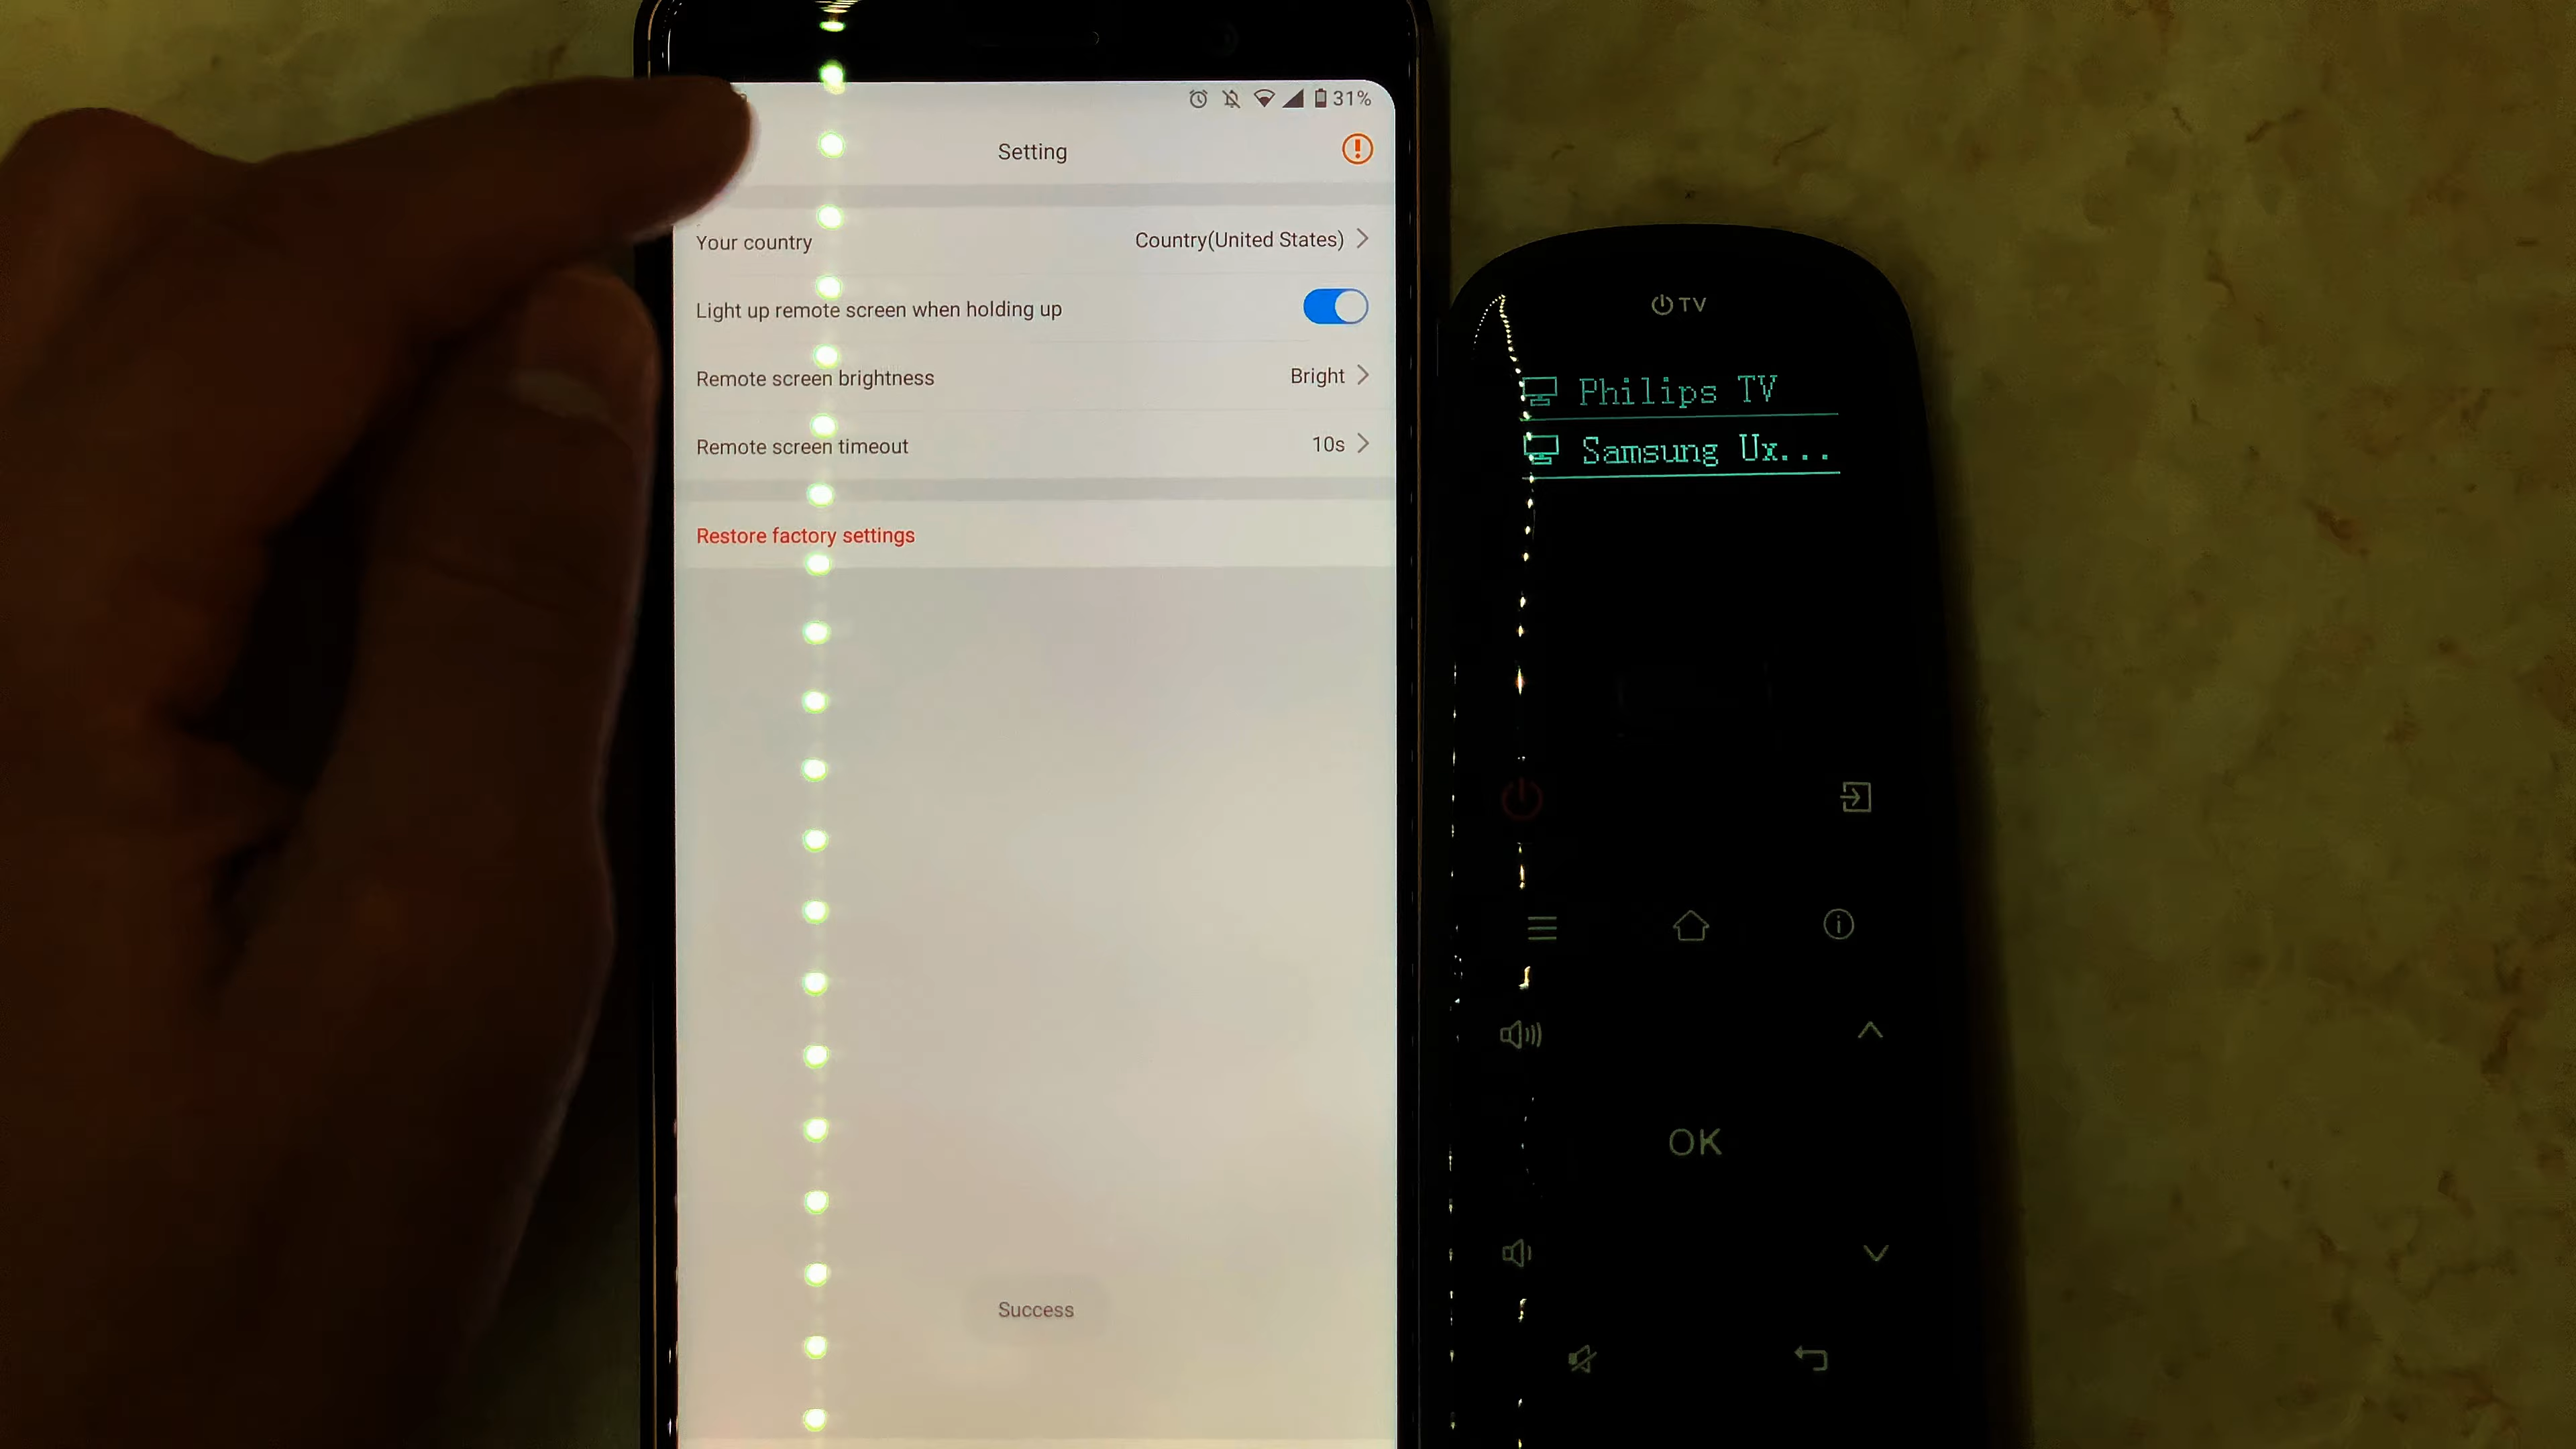 31%
Setting
Your country Country(United States)
Light up remote screen when holding up
Remote screen brightness Bright
Remote screen timeout 10s
Restore factory settings
Success
TV
Philips TV
Samsung Ux...
OK